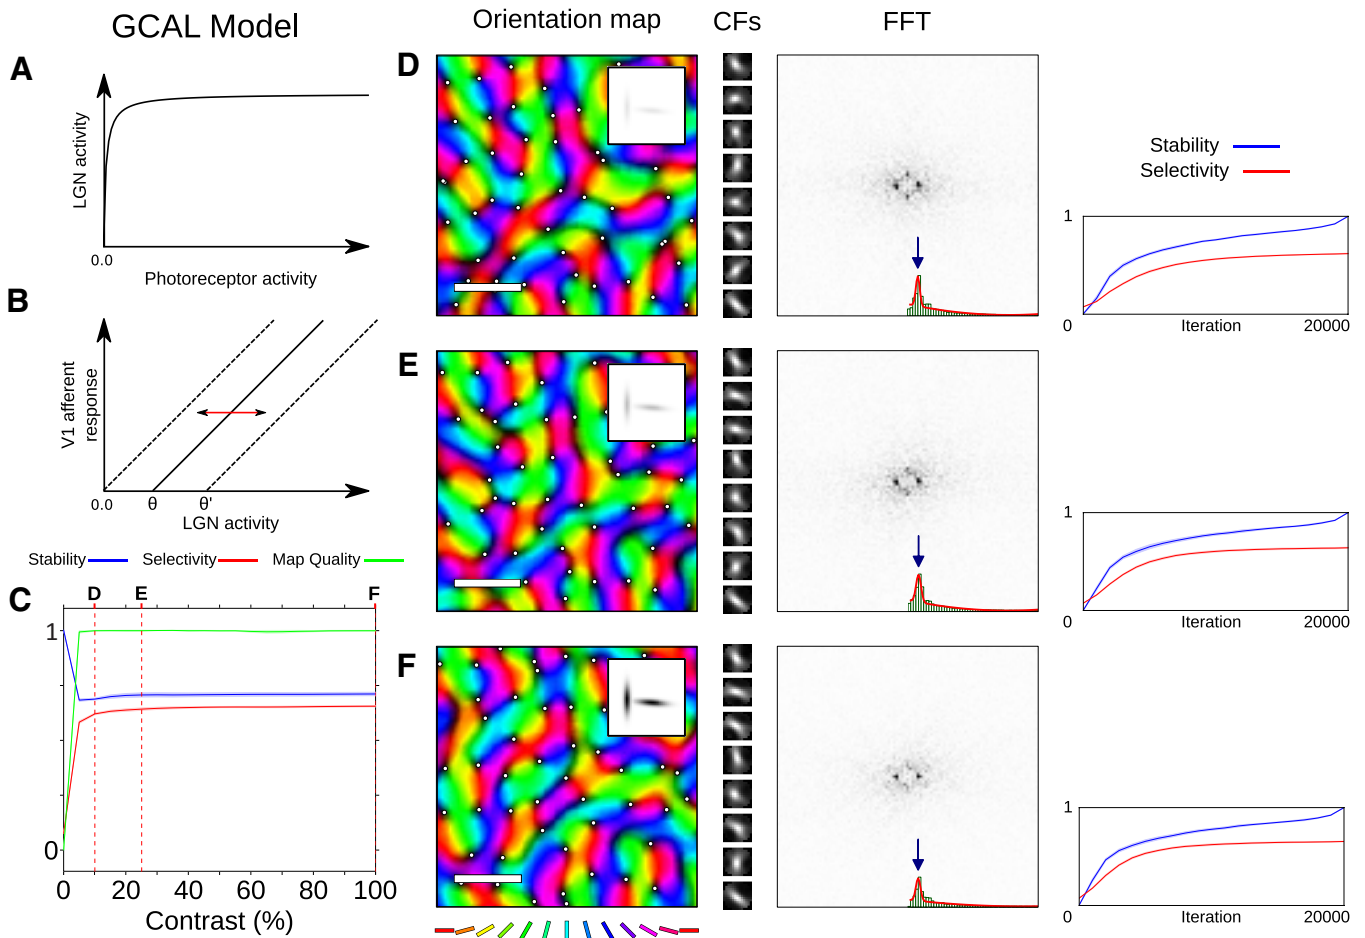 GCAL Model
Orientation map
CFs
FFT
A
LGN activity
0.0
Photoreceptor activity
B
V1 afferent
response
0.0
θ
θ'
LGN activity
Stability
Selectivity
Map Quality
C
D
E
F
1
0
0
20
40
60
80
100
Contrast (%)
D
E
F
Stability
Selectivity
1
0
Iteration
20000
1
0
Iteration
20000
1
0
Iteration
20000